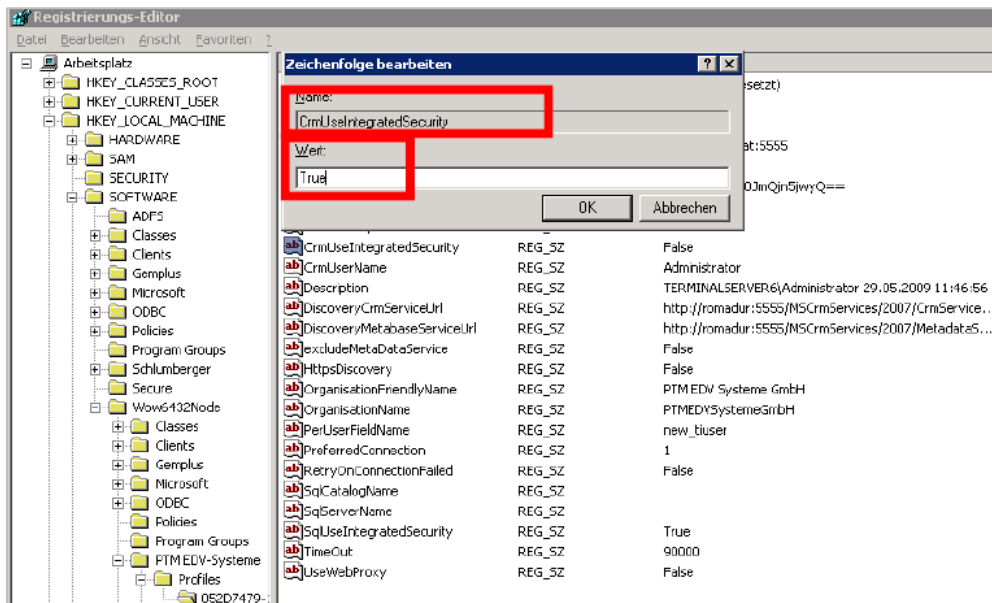 Registrierungs-Editor
Datei Bearbeiten Ansicht Favoriten ?
Arbeitsplatz
HKEY_CLASSES_ROOT
HKEY_CURRENT_USER
HKEY_LOCAL_MACHINE
HARDWARE
SAM
SECURITY
SOFTWARE
ADFS
Classes
Clients
Gemplus
Microsoft
ODBC
Policies
Program Groups
Schlumberger
Secure
Wow6432Node
Classes
Clients
Gemplus
Microsoft
ODBC
Policies
Program Groups
PTM EDV-Systeme
Profiles
052D7479-
Zeichenfolge bearbeiten
Name:
CrmUseIntegratedSecurity
Wert:
True
OK Abbrechen
esetzt)
at:5555
0JmQjn5jwyQ==
CrmUseIntegratedSecurity REG_SZ False
CrmUserName REG_SZ Administrator
Description REG_SZ TERMINALSERVER6\Administrator 29.05.2009 11:46:56
DiscoveryCrmServiceUrl REG_SZ http://romadur:5555/MSCrmServices/2007/CrmService...
DiscoveryMetabaseServiceUrl REG_SZ http://romadur:5555/MSCrmServices/2007/MetadataS...
excludeMetaDataService REG_SZ False
HttpsDiscovery REG_SZ False
OrganisationFriendlyName REG_SZ PTM EDV Systeme GmbH
OrganisationName REG_SZ PTMEDVSystemeGmbH
PerUserFieldName REG_SZ new_tiuser
PreferredConnection REG_SZ 1
RetryOnConnectionFailed REG_SZ False
SqlCatalogName REG_SZ
SqlServerName REG_SZ
SqlUseIntegratedSecurity REG_SZ True
TimeOut REG_SZ 90000
UseWebProxy REG_SZ False